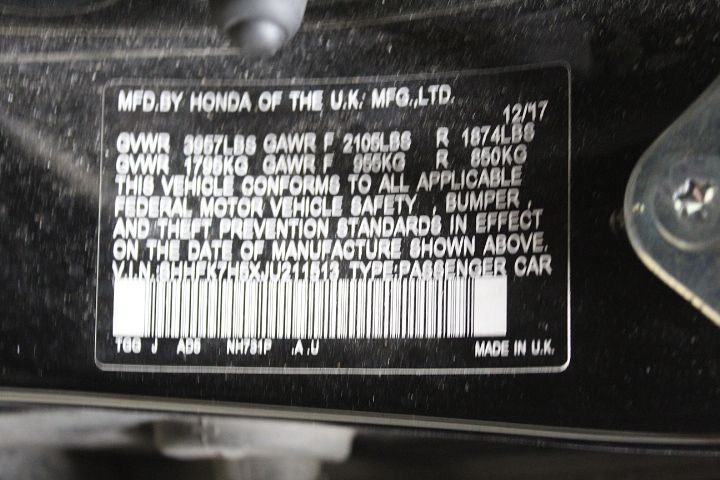 MFD.BY HONDA OF THE U.K. MFG.,LTD.
12/17
GVWR 3957LBS GAWR F 2105LBS R 1874LBS
GVWR 1795KG GAWR F 955KG R 850KG
THIS VEHICLE CONFORMS TO ALL APPLICABLE
FEDERAL MOTOR VEHICLE SAFETY , BUMPER ,
AND THEFT PREVENTION STANDARDS IN EFFECT
ON THE DATE OF MANUFACTURE SHOWN ABOVE.
V.I.N.:SHHFK7H5XJU211513 TYPE:PASSENGER CAR
TGG J AD5 NH731P .A .U MADE IN U.K.